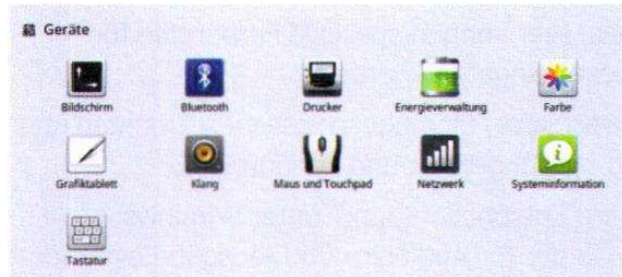 Geräte
Bildschirm Bluetooth Drucker Energieverwaltung Farbe
Grafiktablett Klang Maus und Touchpad Netzwerk Systeminformation
Tastatur